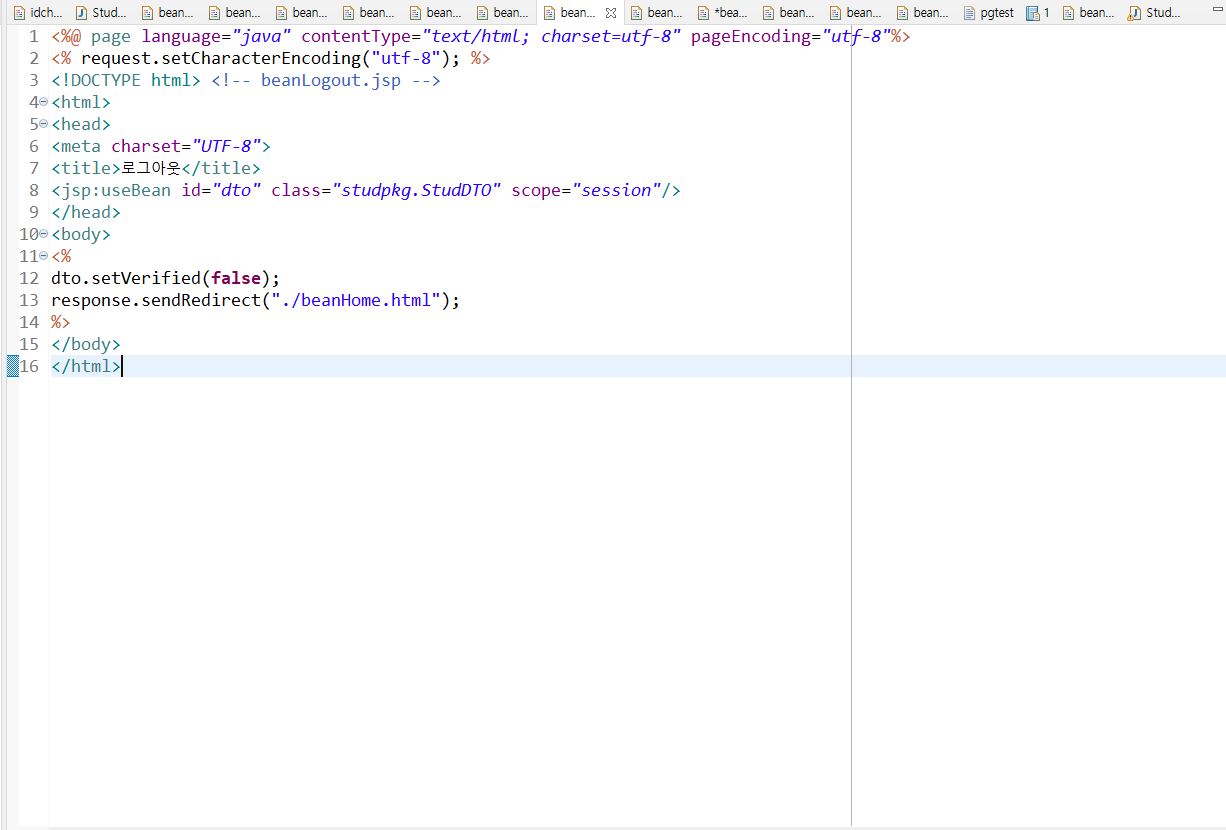 idch... Stud... bean... bean... bean... bean... bean... bean... bean... bean... *bea... bean... bean... bean... pgtest 1 bean... Stud...
1 <%@ page language="java" contentType="text/html; charset=utf-8" pageEncoding="utf-8"%>
2 <% request.setCharacterEncoding("utf-8"); %>
3 <!DOCTYPE html> <!-- beanLogout.jsp -->
4 <html>
5 <head>
6 <meta charset="UTF-8">
7 <title>로그아웃</title>
8 <jsp:useBean id="dto" class="studpkg.StudDTO" scope="session"/>
9 </head>
10 <body>
11 <%
12 dto.setVerified(false);
13 response.sendRedirect("./beanHome.html");
14 %>
15 </body>
16 </html>